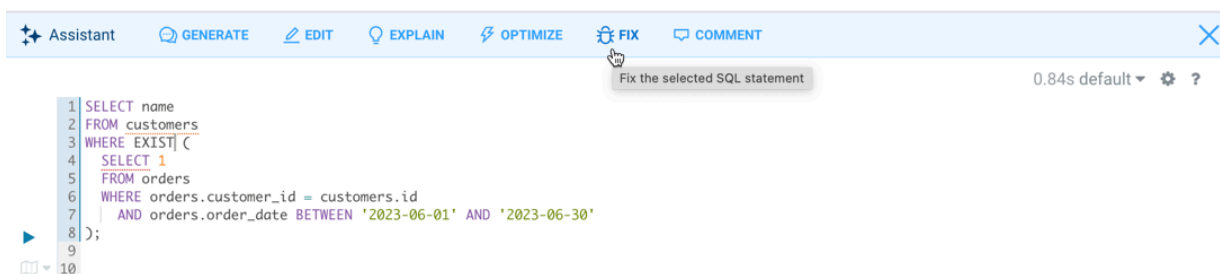 Assistant GENERATE EDIT EXPLAIN OPTIMIZE FIX COMMENT
Fix the selected SQL statement
0.84s default ?
1 SELECT name
2 FROM customers
3 WHERE EXIST (
4 SELECT 1
5 FROM orders
6 WHERE orders.customer_id = customers.id
7 AND orders.order_date BETWEEN '2023-06-01' AND '2023-06-30'
8 );
9
10